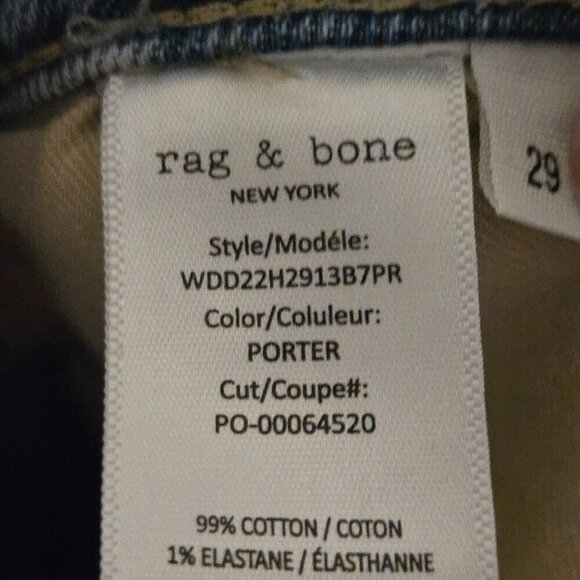 rag & bone
NEW YORK
Style/Modéle:
WDD22H2913B7PR
Color/Coluleur:
PORTER
Cut/Coupe#:
PO-00064520
99% COTTON / COTON
1% ELASTANE / ÉLASTHANNE
29